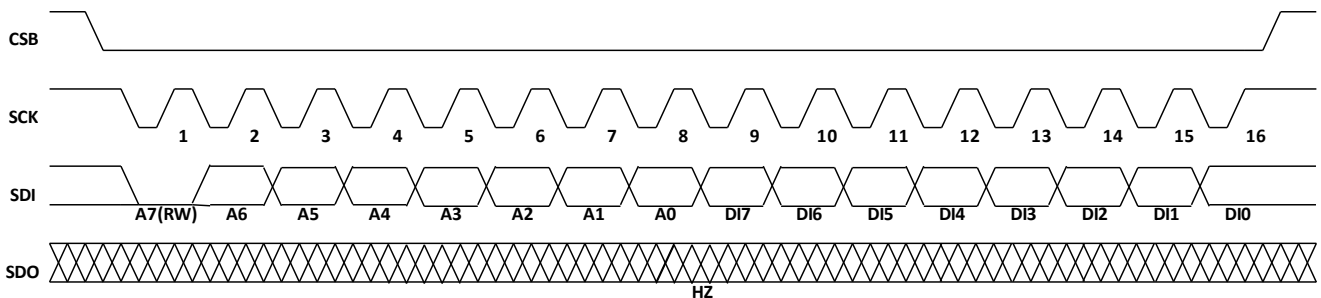 CSB
SCK
1 2 3 4 5 6 7 8 9 10 11 12 13 14 15 16
SDI
A7(RW) A6 A5 A4 A3 A2 A1 A0 DI7 DI6 DI5 DI4 DI3 DI2 DI1 DI0
SDO
HZ